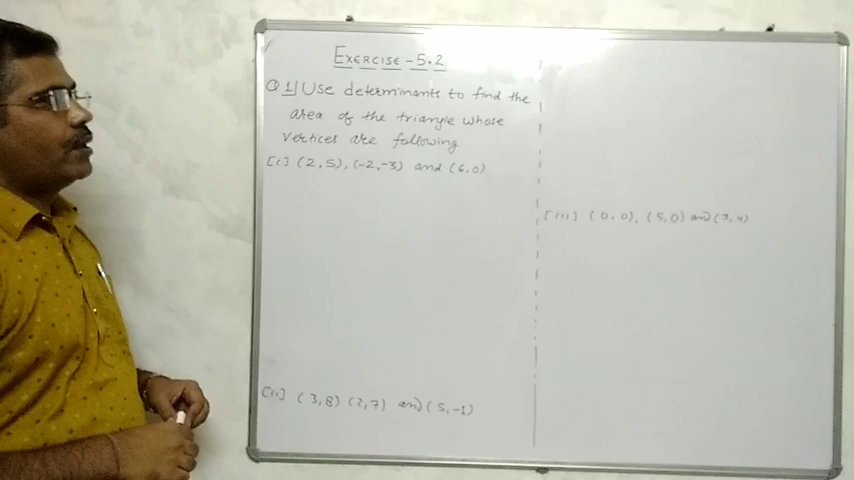 EXERCISE - 5.2
Q 1] Use determinants to find the
area of the triangle whose
vertices are following
[i] (2,5), (-2,-3) and (6,0)
[ii] (3,8) (2,7) and (5,-1)
[iii] (0,0), (5,0) and (3,4)